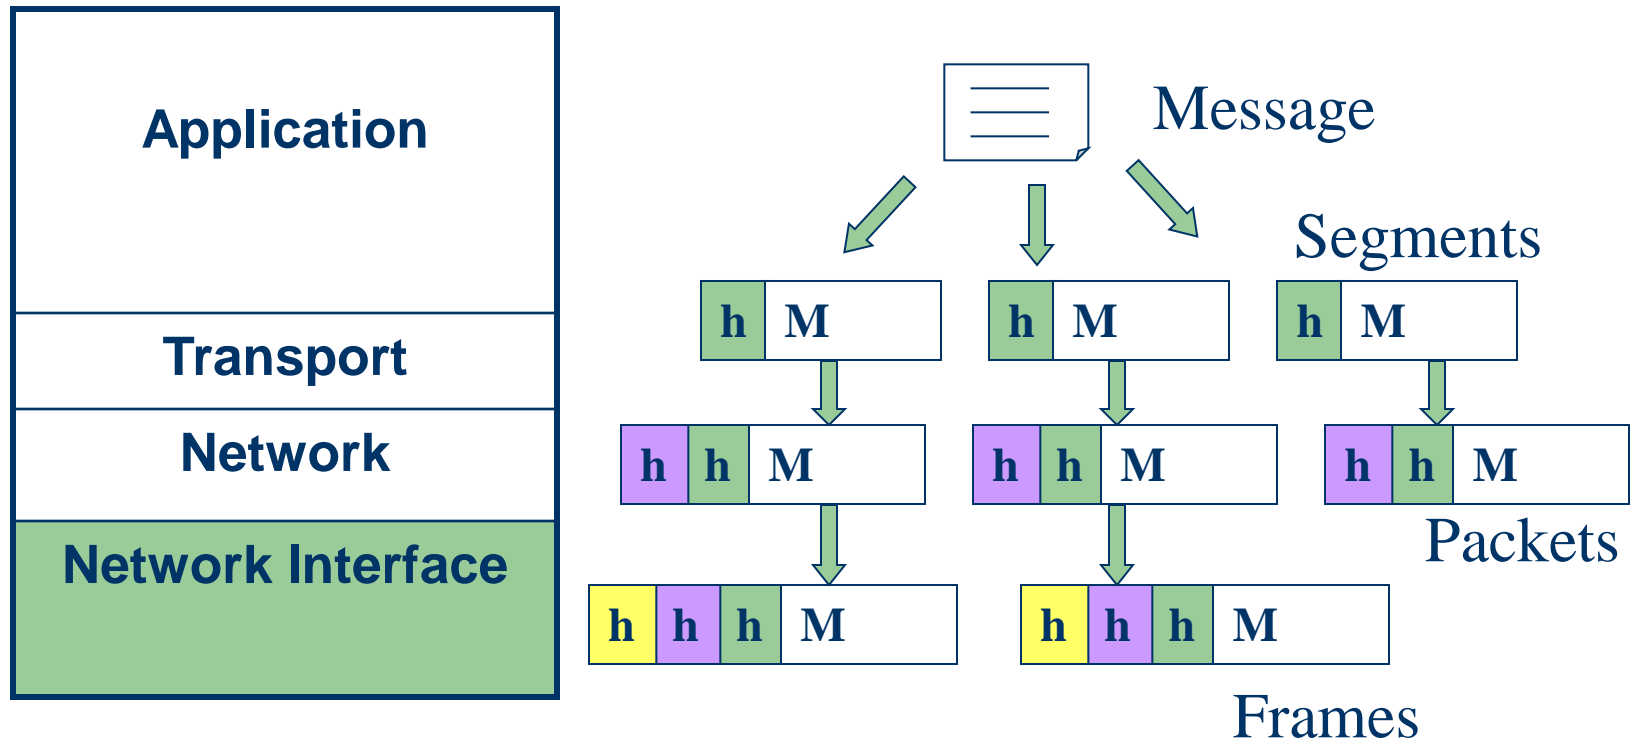 Application
Message
Segments
h M h M h M
Transport
Network
h h M h h M h h M
Packets
Network Interface
h h h M h h h M
Frames